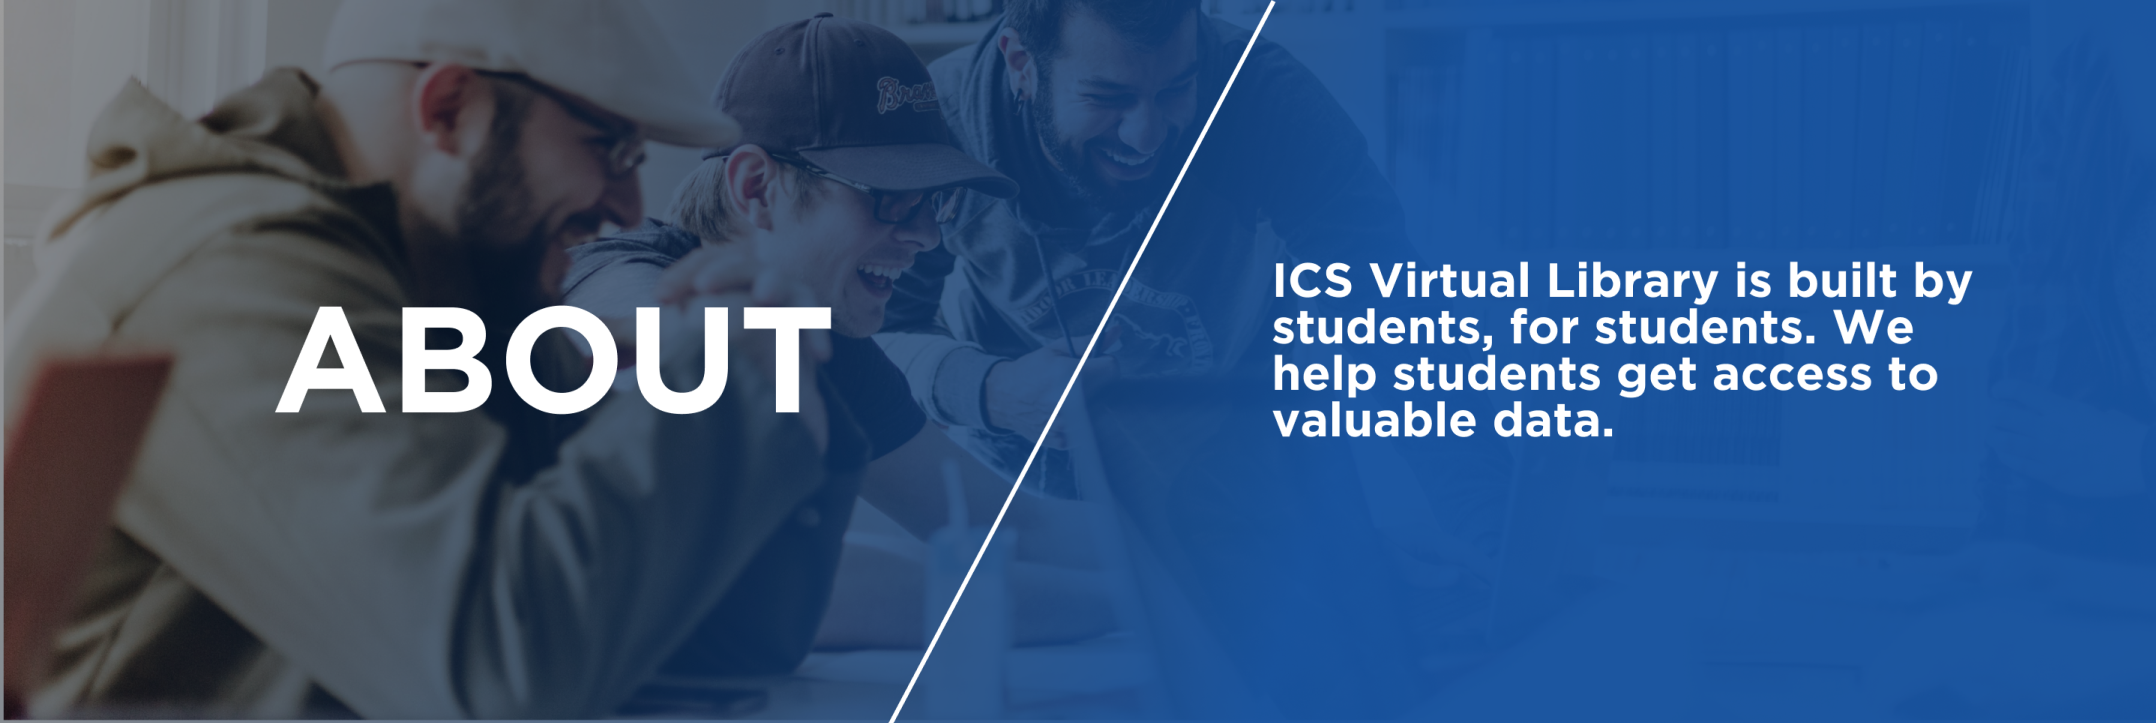 ABOUT
ICS Virtual Library is built by
students, for students. We
help students get access to
valuable data.